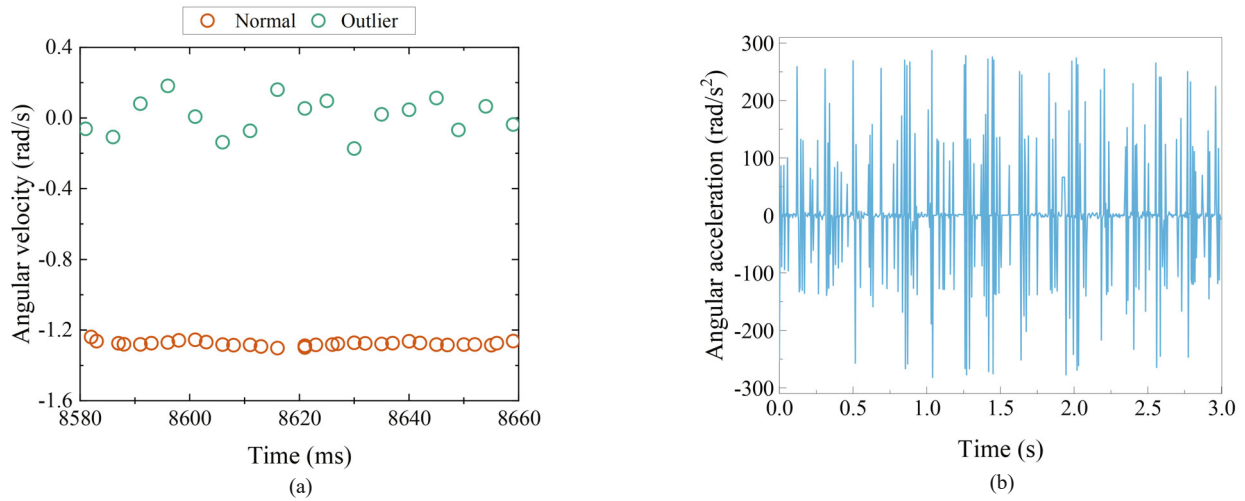 Normal Outlier
0.4
0.0
-0.4
-0.8
-1.2
-1.6
Angular velocity (rad/s)
8580 8600 8620 8640 8660
Time (ms)
(a)
300
200
100
0
-100
-200
-300
Angular acceleration (rad/s²)
0.0 0.5 1.0 1.5 2.0 2.5 3.0
Time (s)
(b)